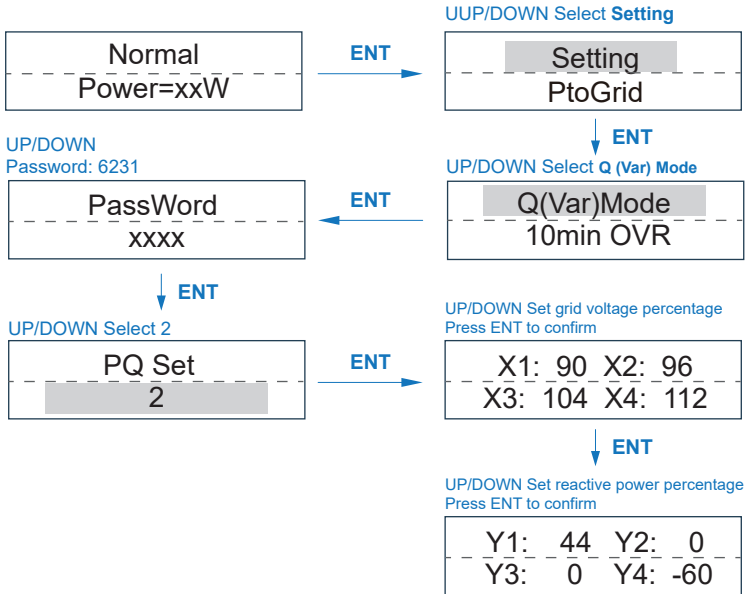 UUP/DOWN Select Setting
Normal
Power=xxW
ENT
Setting
PtoGrid
ENT
UP/DOWN Select Q (Var) Mode
Q(Var)Mode
10min OVR
ENT
UP/DOWN
Password: 6231
PassWord
xxxx
ENT
UP/DOWN Select 2
PQ Set
2
ENT
UP/DOWN Set grid voltage percentage
Press ENT to confirm
X1: 90 X2: 96
X3: 104 X4: 112
ENT
UP/DOWN Set reactive power percentage
Press ENT to confirm
Y1: 44 Y2: 0
Y3: 0 Y4: -60